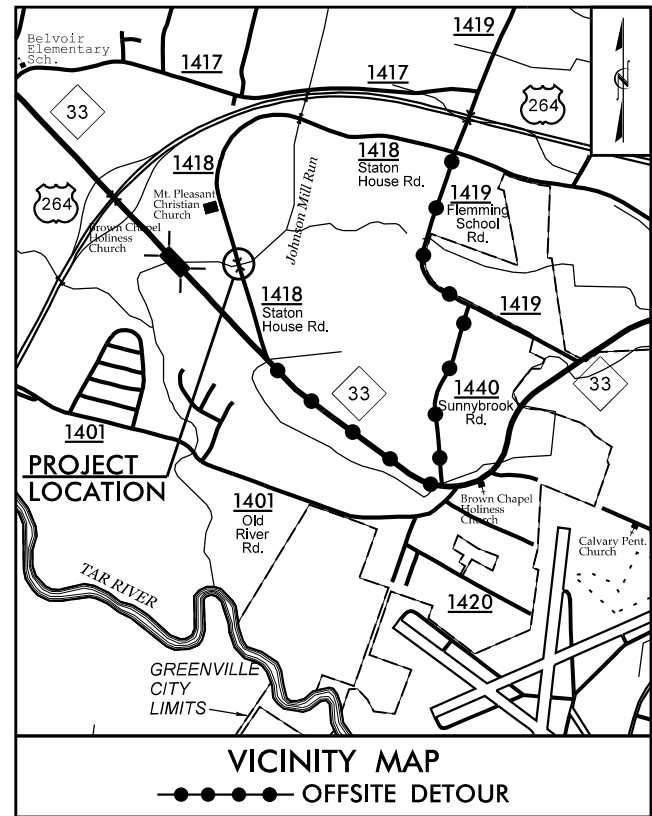 Belvoir
Elementary
Sch.
1417
1417
1419
33
264
N
264
1418
Mt. Pleasant
Christian
Church
Brown Chapel
Holiness
Church
Johnson Mill Run
1418
Staton
House Rd.
1419
Flemming
School
Rd.
1418
Staton
House Rd.
1419
33
33
1440
Sunnybrook
Rd.
1401
PROJECT
LOCATION
1401
Old
River
Rd.
Brown Chapel
Holiness
Church
Calvary Pent.
Church
TAR RIVER
1420
GREENVILLE
CITY
LIMITS
VICINITY MAP
OFFSITE DETOUR